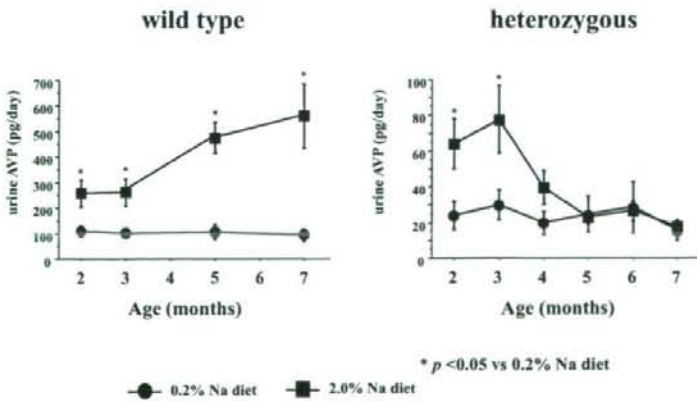 wild type
heterozygous
urine AVP (pg/day)
700
600
500
400
300
200
100
0
* * * *
2 3 4 5 6 7
Age (months)
urine AVP (pg/day)
100
80
60
40
20
0
* *
2 3 4 5 6 7
Age (months)
* p <0.05 vs 0.2% Na diet
0.2% Na diet 2.0% Na diet